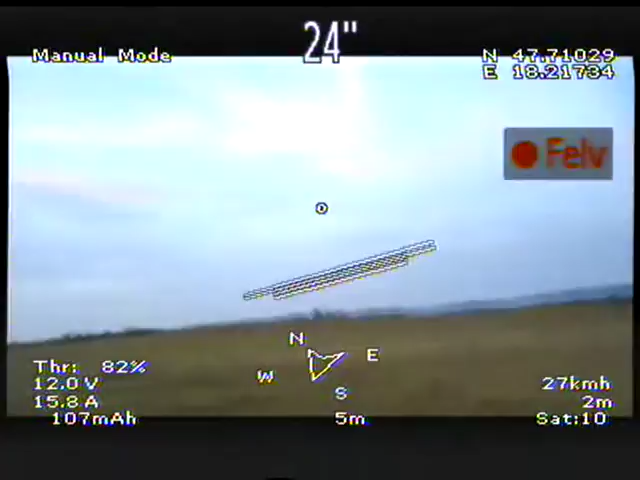 24"
Manual Mode
N 47.71029
E 18.21734
Felv
N
E
W
S
Thr: 82%
12.0 V
15.8 A
107mAh
27kmh
2m
5m
Sat:10